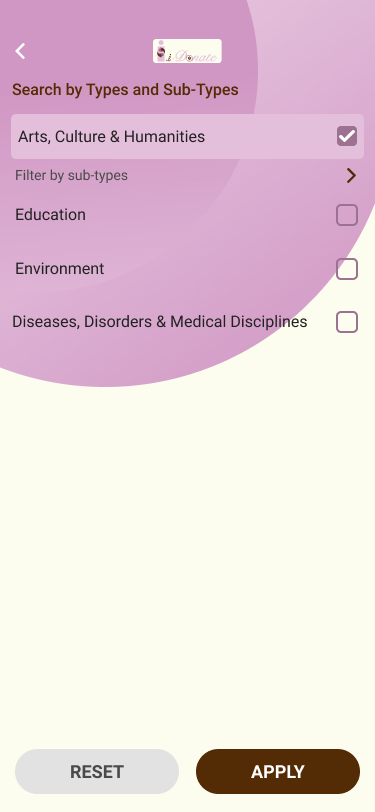 i Donate
Search by Types and Sub-Types
Arts, Culture & Humanities
Filter by sub-types
Education
Environment
Diseases, Disorders & Medical Disciplines
RESET
APPLY